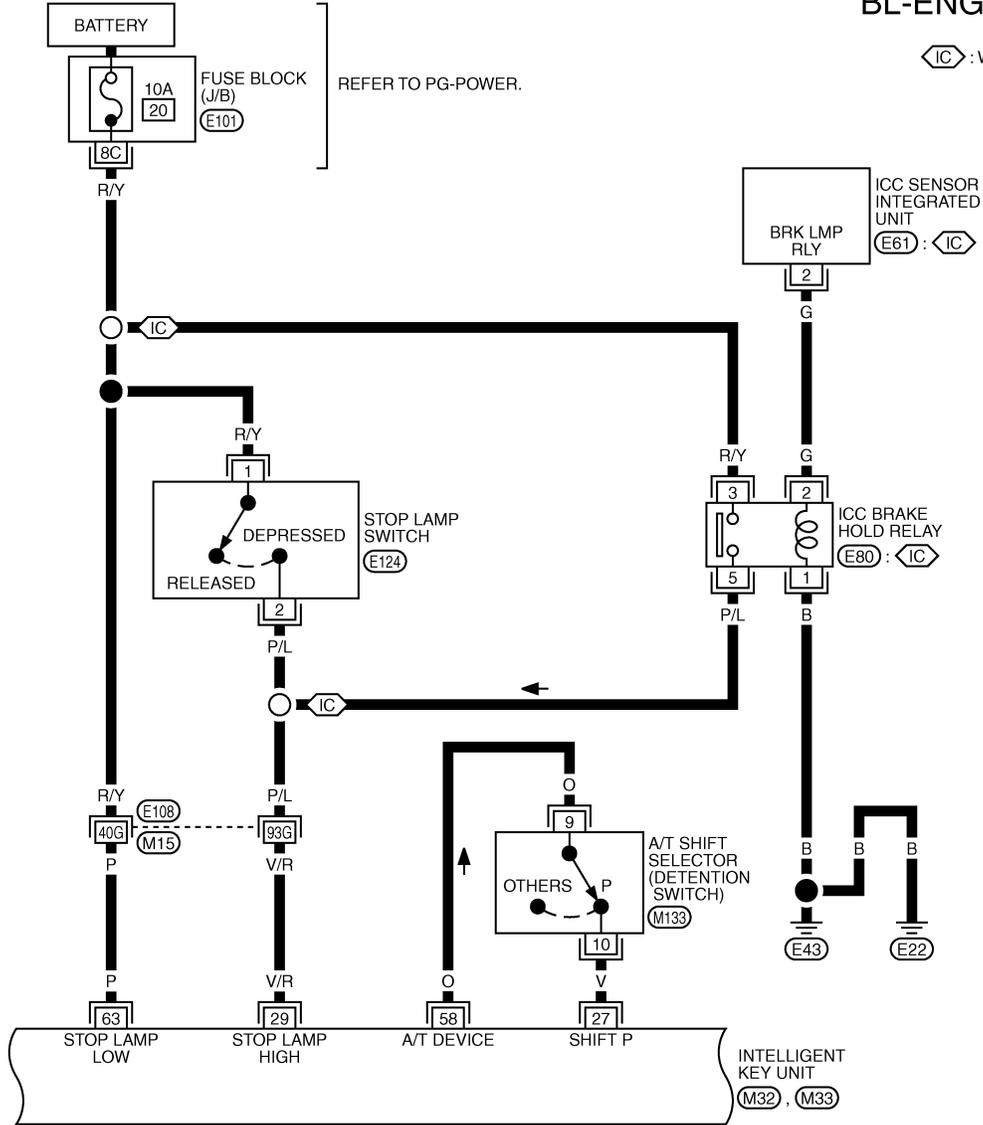 BL-ENG
IC : W
BATTERY
10A
20
FUSE BLOCK
(J/B)
E101
REFER TO PG-POWER.
8C
R/Y
ICC SENSOR
INTEGRATED
UNIT
E61 : IC
BRK LMP
RLY
2
G
IC
R/Y
1
STOP LAMP
SWITCH
E124
DEPRESSED
RELEASED
2
P/L
R/Y
G
3
2
ICC BRAKE
HOLD RELAY
E80 : IC
5
1
P/L
B
IC
R/Y
P/L
E108
40G
93G
M15
P
V/R
O
9
A/T SHIFT
SELECTOR
(DETENTION
SWITCH)
M133
OTHERS
P
10
B
B
B
E43
E22
P
V/R
O
V
63
29
58
27
STOP LAMP
LOW
STOP LAMP
HIGH
A/T DEVICE
SHIFT P
INTELLIGENT
KEY UNIT
M32 , M33